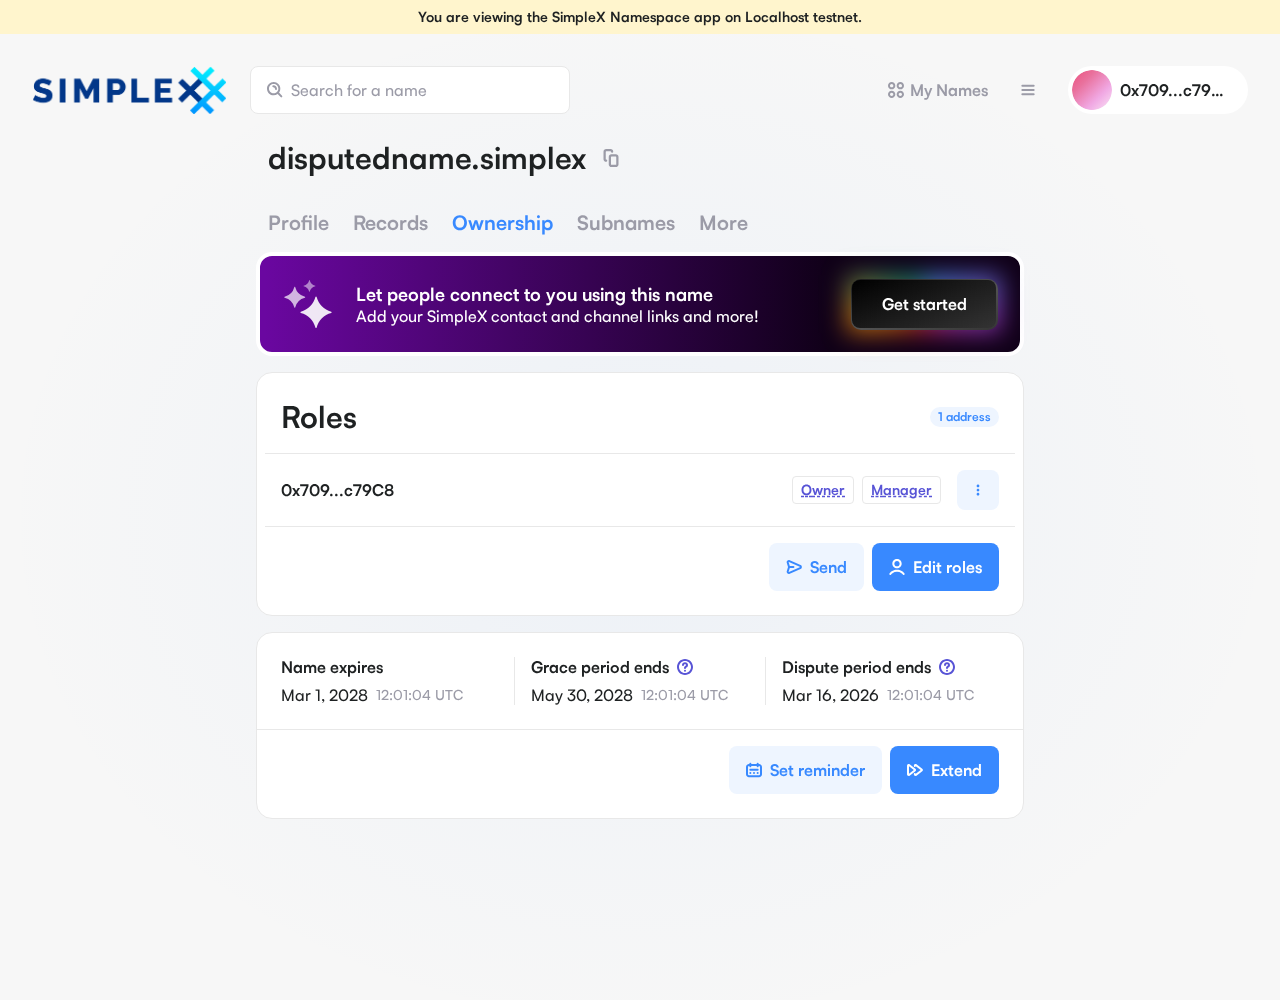 You are viewing the SimpleX Namespace app on Localhost testnet.
SIMPLEX
Search for a name
My Names
0x709...c79...
disputedname.simplex
Profile Records Ownership Subnames More
Let people connect to you using this name
Add your SimpleX contact and channel links and more!
Get started
Roles
1 address
0x709...c79C8
Owner Manager
Send
Edit roles
Name expires
Mar 1, 2028 12:01:04 UTC
Grace period ends
May 30, 2028 12:01:04 UTC
Dispute period ends
Mar 16, 2026 12:01:04 UTC
Set reminder
Extend